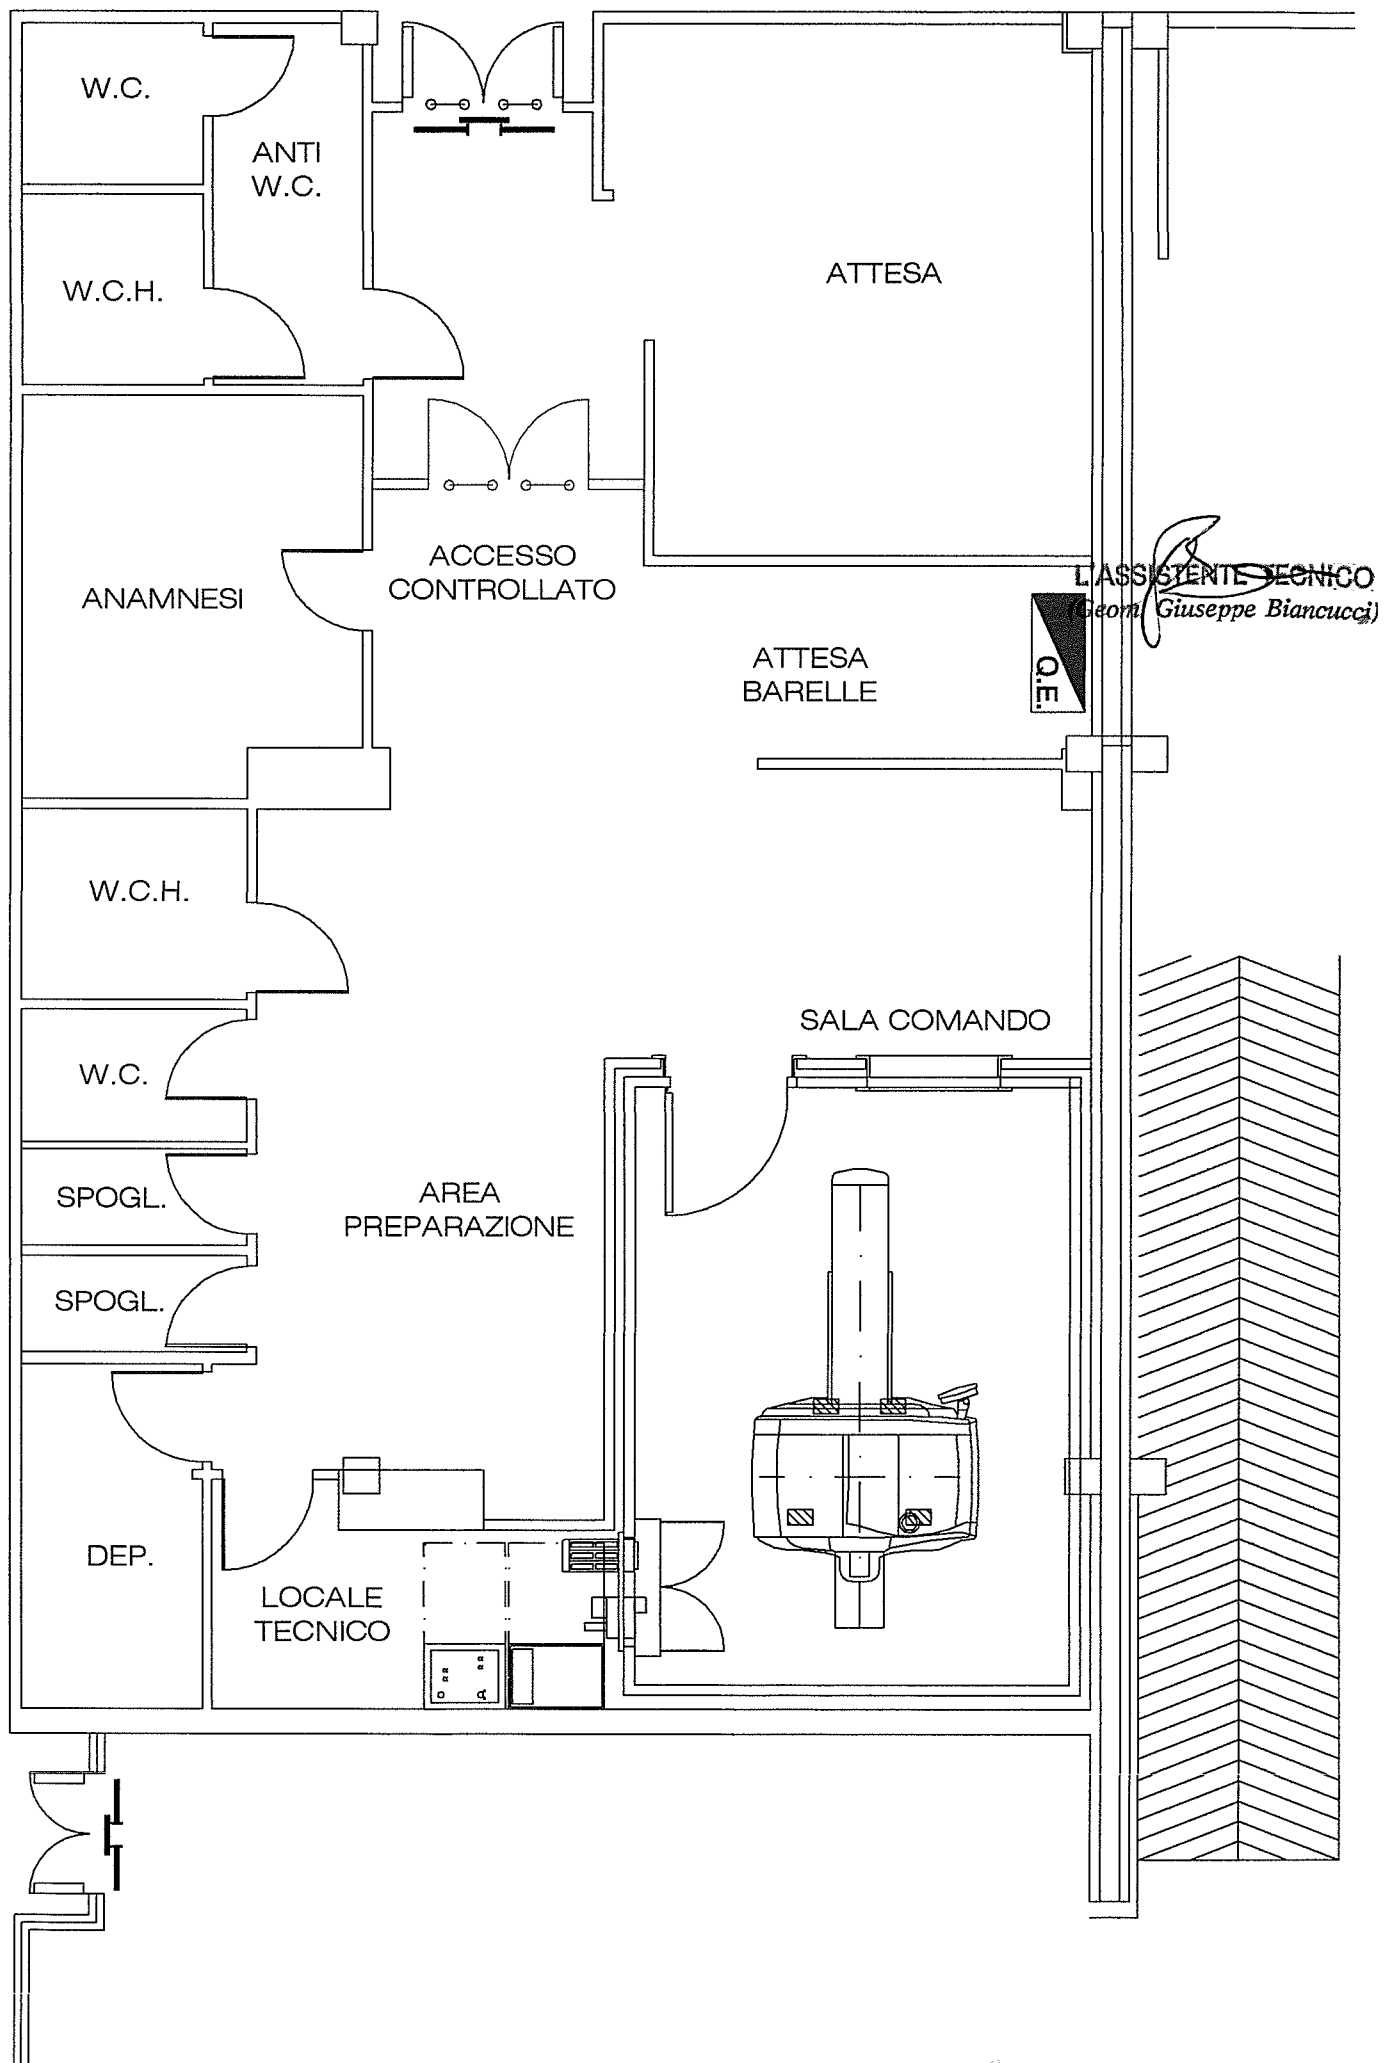 W.C.
ANTI
W.C.
W.C.H.
ATTESA
ACCESSO
CONTROLLATO
ANAMNESI
L'ASSISTENTE TECNICO
(Geom. Giuseppe Biancucci)
ATTESA
BARELLE
Q.E.
W.C.H.
SALA COMANDO
W.C.
SPOGL.
AREA
PREPARAZIONE
SPOGL.
DEP.
LOCALE
TECNICO